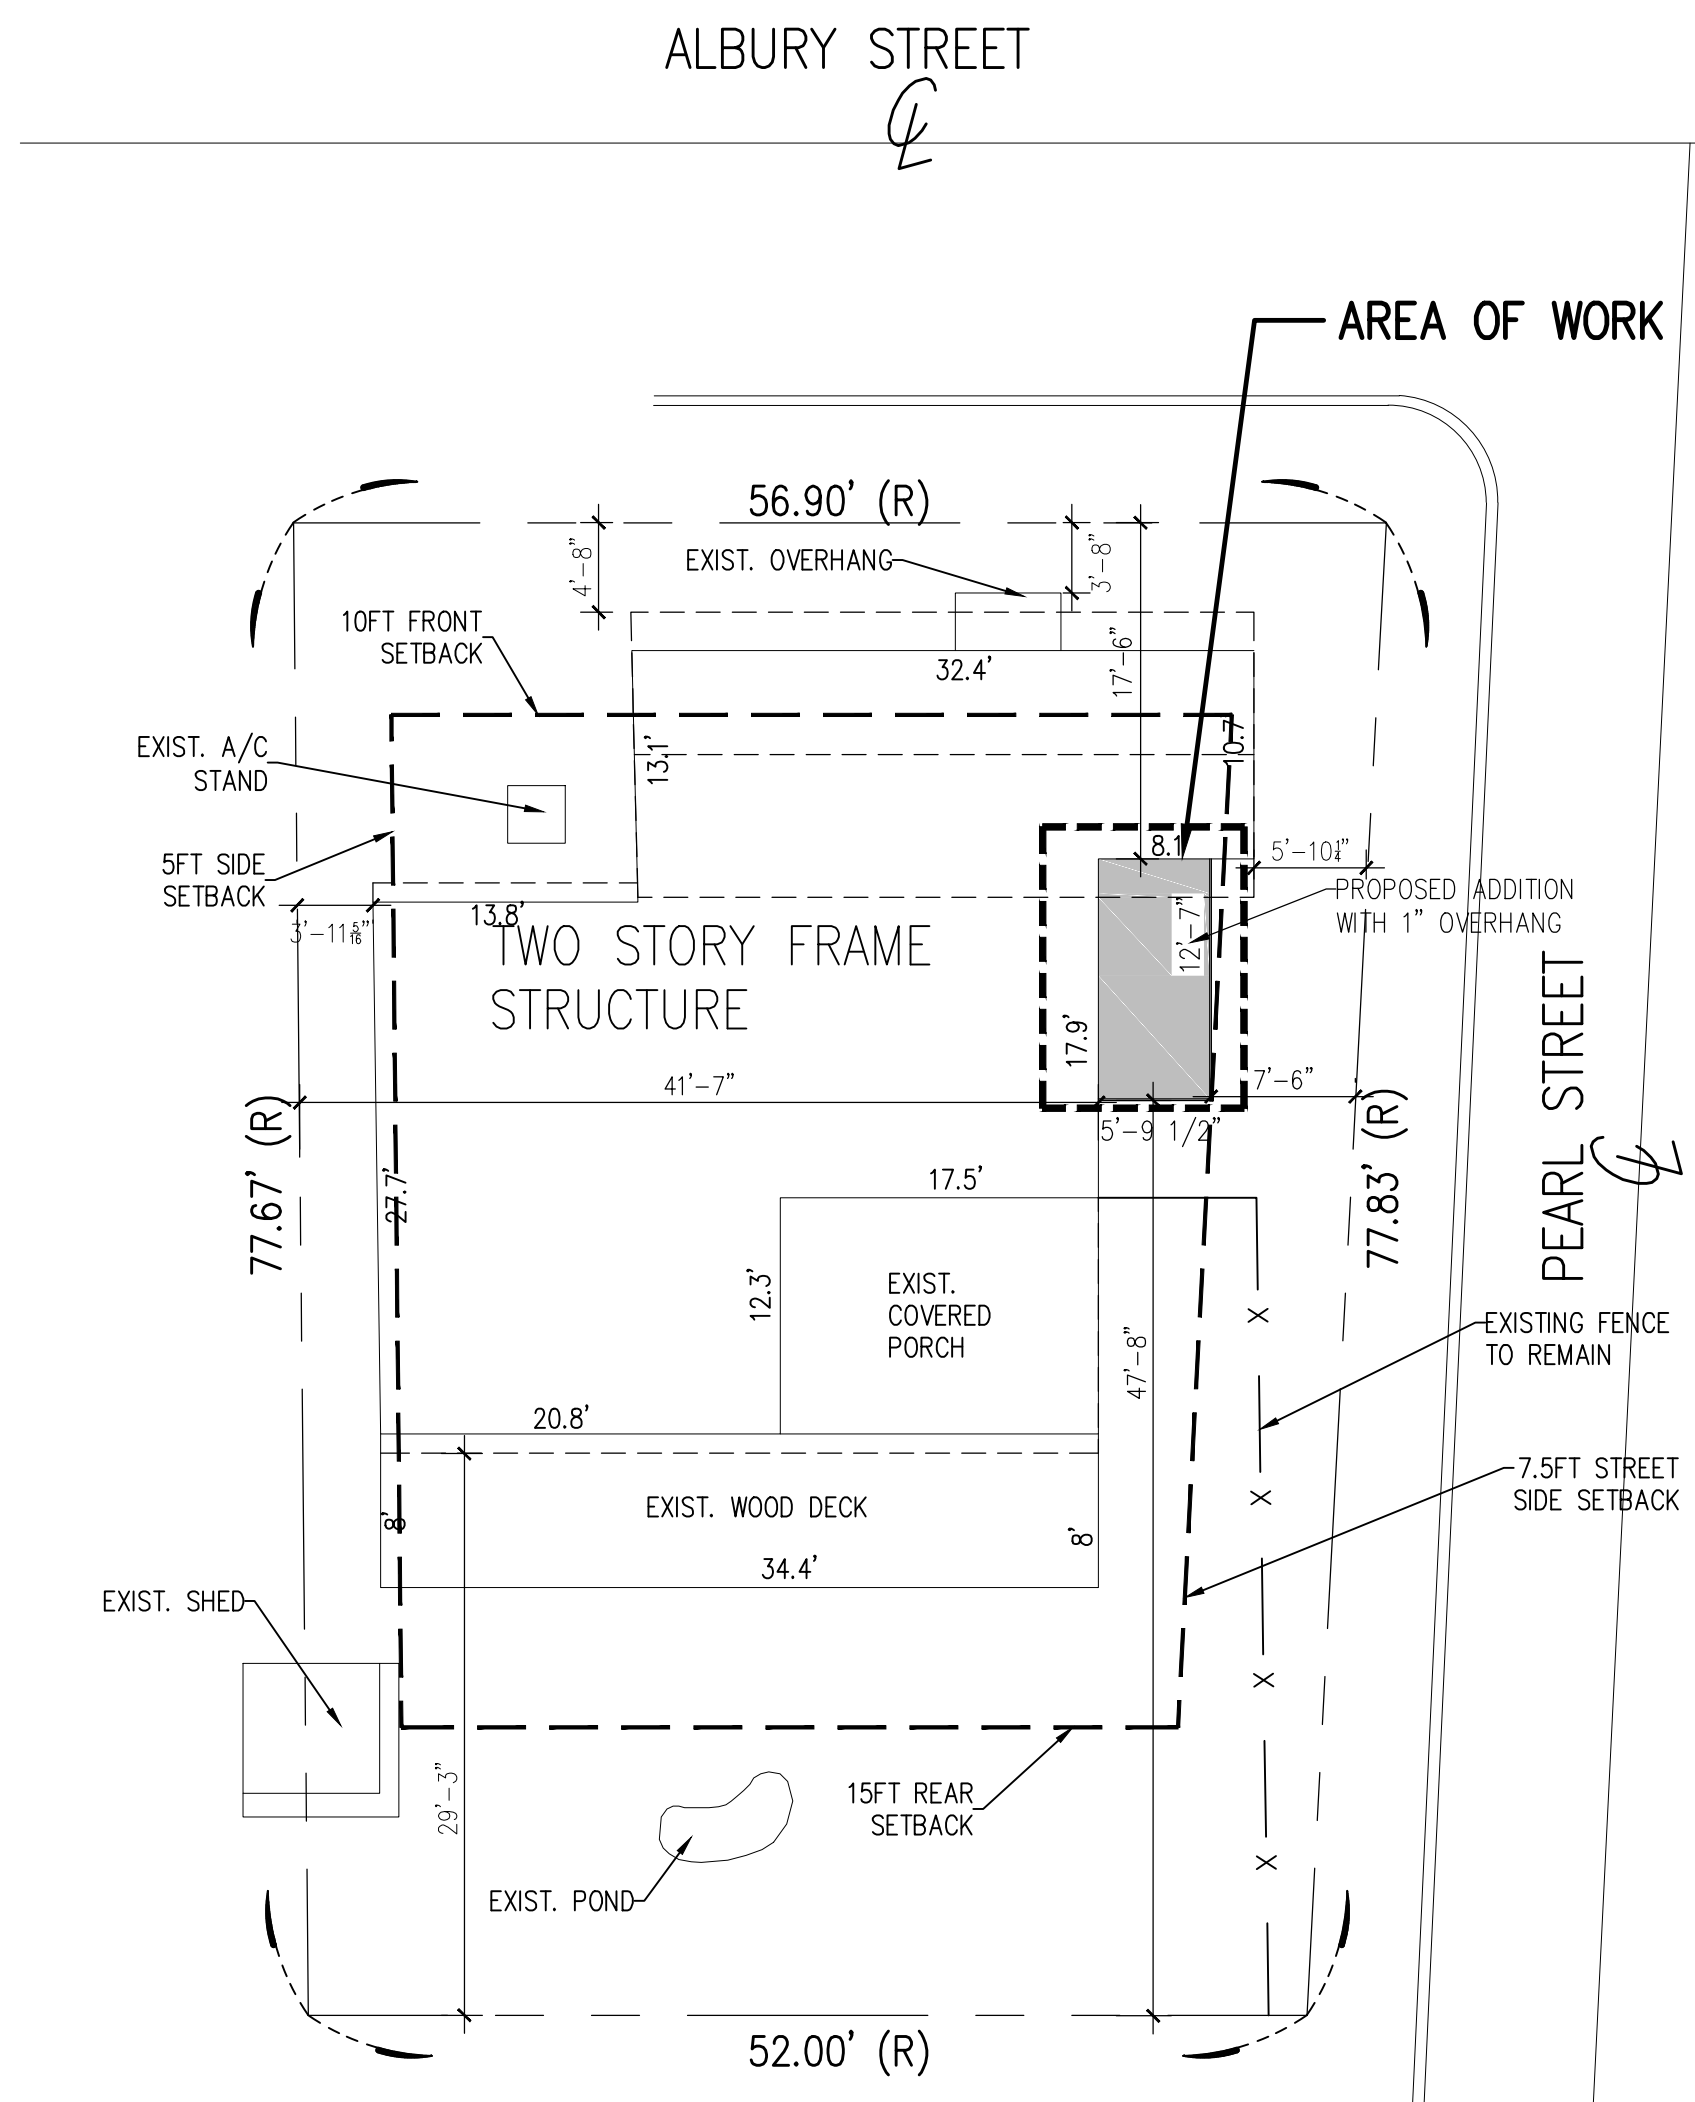 ALBURY STREET
℄
AREA OF WORK
56.90' (R)
4'-8"
EXIST. OVERHANG
3'-8"
10FT FRONT
SETBACK
32.4'
17'-6"
EXIST. A/C
STAND
13.1'
10.7
8.1
5'-10¼"
5FT SIDE
SETBACK
PROPOSED ADDITION
WITH 1" OVERHANG
13.8'
3'-11 5/16"
12'-7"
TWO STORY FRAME
STRUCTURE
17.9'
PEARL STREET
℄
41'-7"
7'-6"
5'-9 1/2"
77.67' (R)
77.83' (R)
27.7'
17.5'
12.3'
EXIST.
COVERED
PORCH
X
EXISTING FENCE
TO REMAIN
47'-8"
20.8'
7.5FT STREET
SIDE SETBACK
X
EXIST. WOOD DECK
8'
8'
34.4'
EXIST. SHED
X
29'-3"
15FT REAR
SETBACK
X
EXIST. POND
52.00' (R)